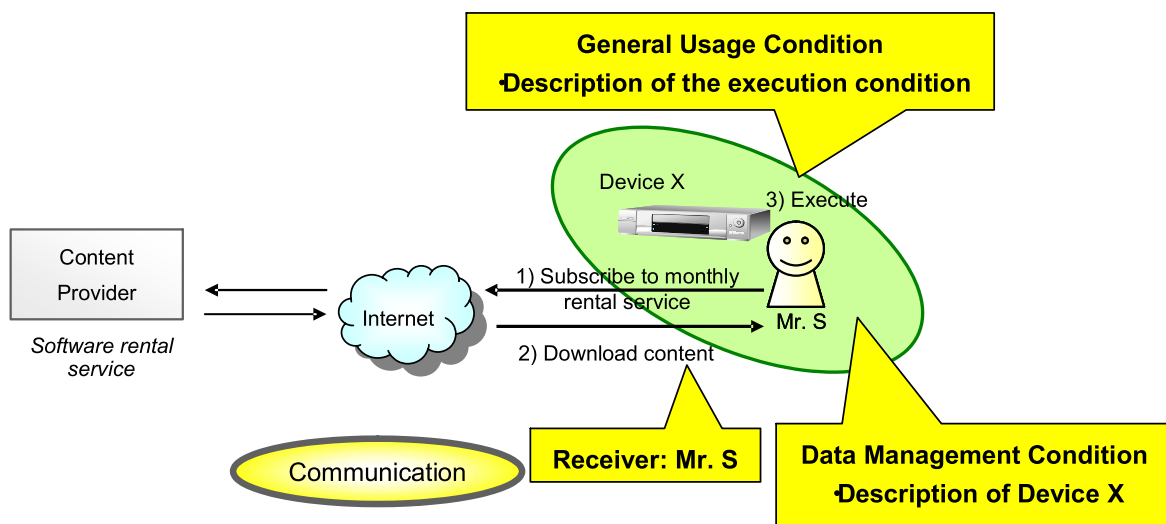 General Usage Condition
•Description of the execution condition
Device X
3) Execute
Content
Provider
1) Subscribe to monthly
rental service
Internet
Mr. S
Software rental
service
2) Download content
Communication
Receiver: Mr. S
Data Management Condition
•Description of Device X